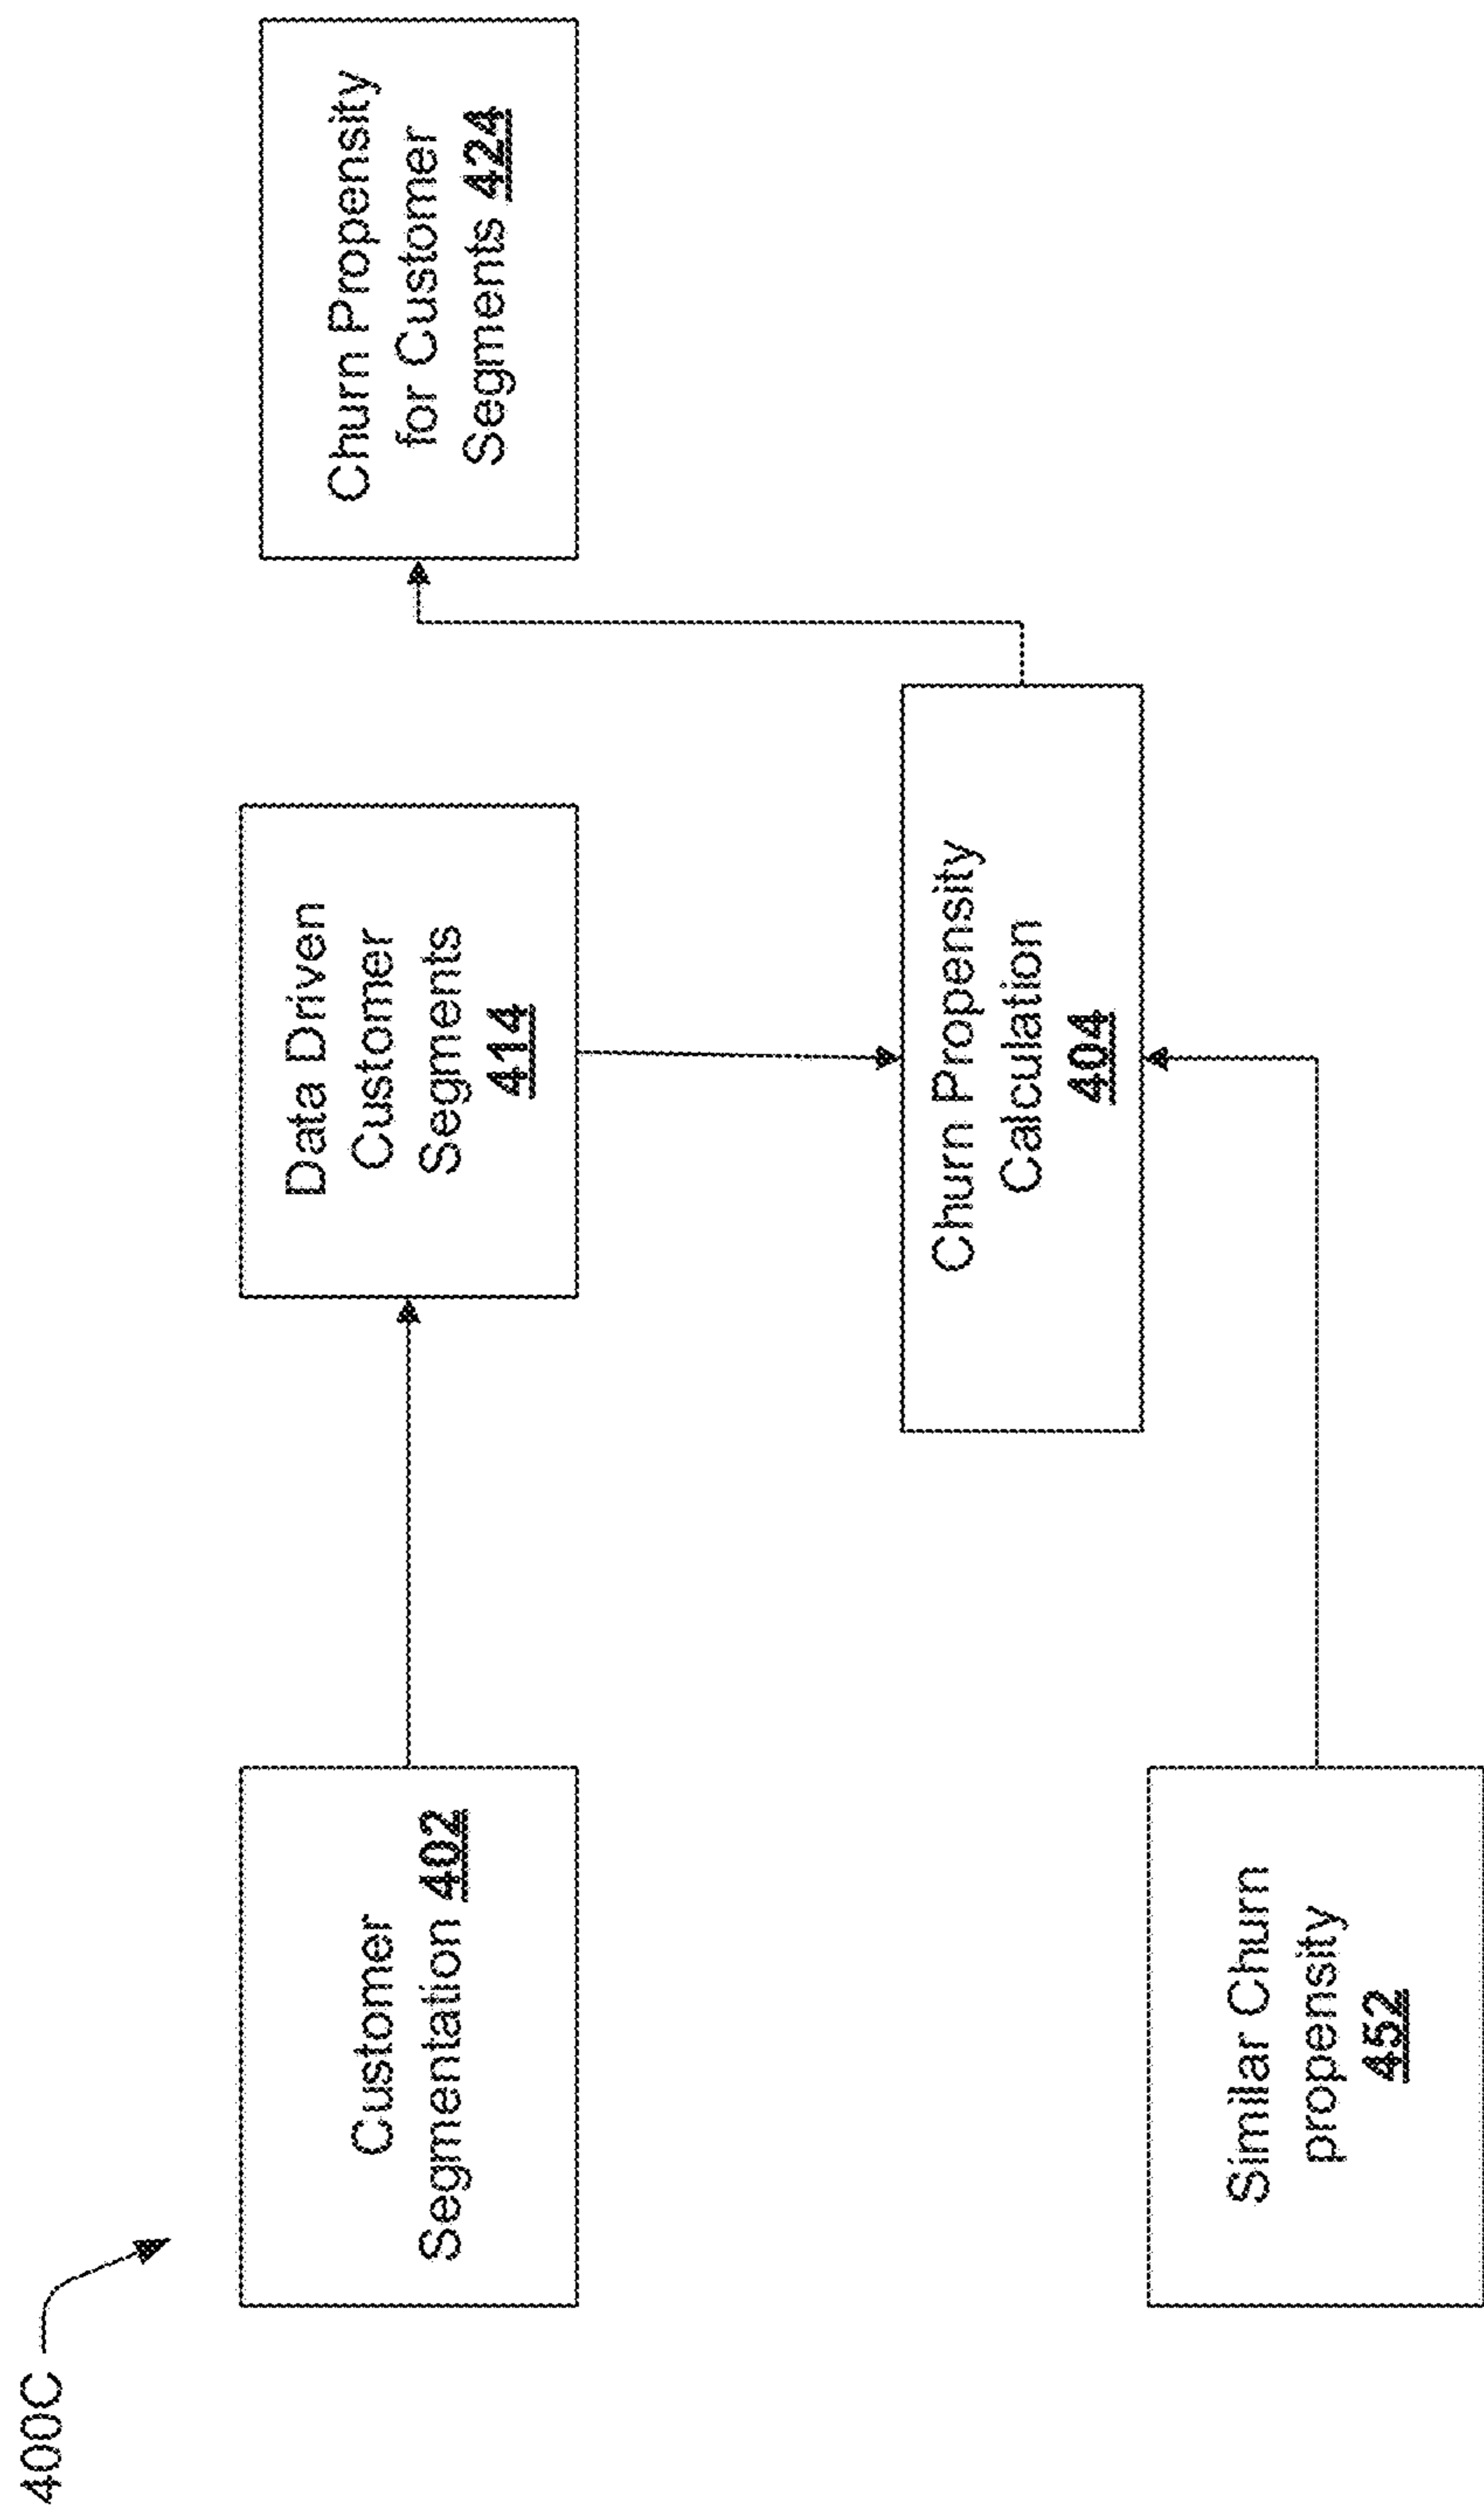 400C
Customer
Segmentation 402
Data Driven
Customer
Segments
414
Churn Propensity
for Customer
Segments 424
Churn Propensity
Calculation
404
Similar Churn
propensity
452